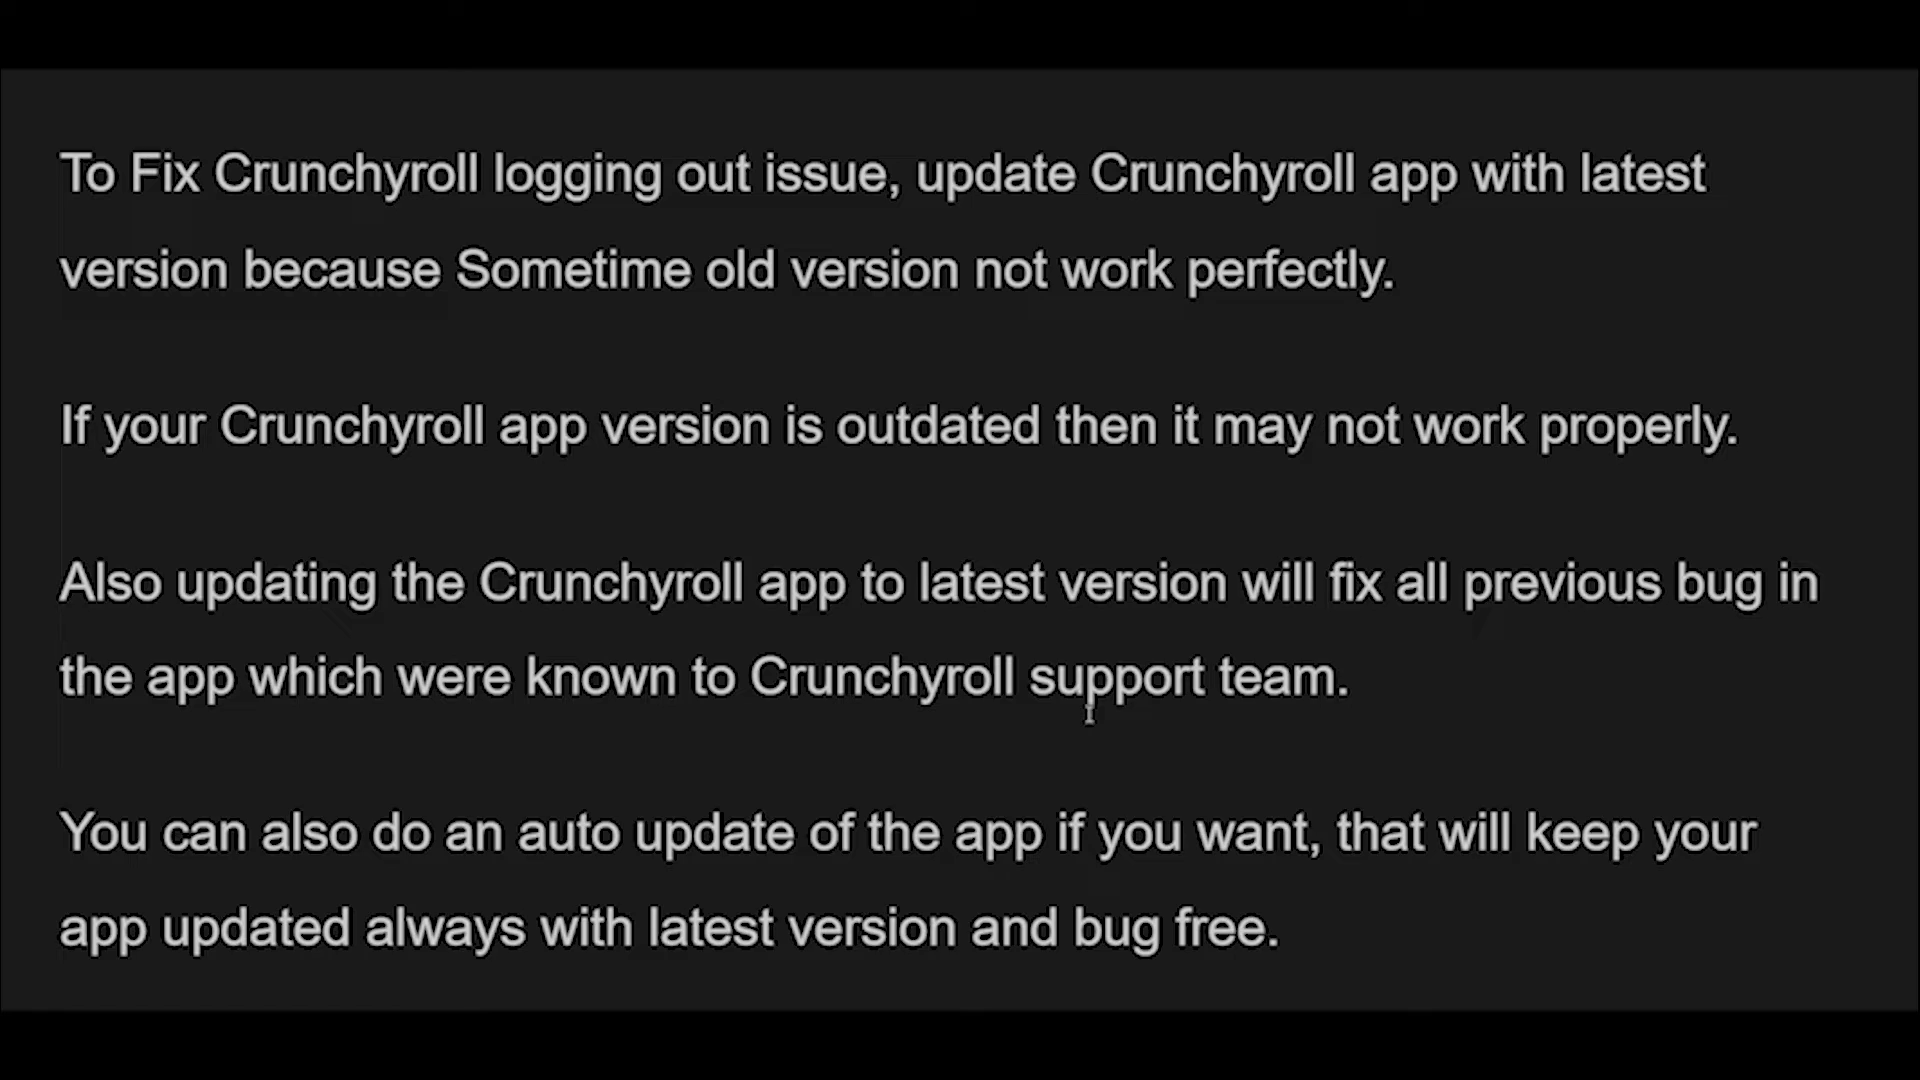 To Fix Crunchyroll logging out issue, update Crunchyroll app with latest
version because Sometime old version not work perfectly.
If your Crunchyroll app version is outdated then it may not work properly.
Also updating the Crunchyroll app to latest version will fix all previous bug in
the app which were known to Crunchyroll support team.
You can also do an auto update of the app if you want, that will keep your
app updated always with latest version and bug free.